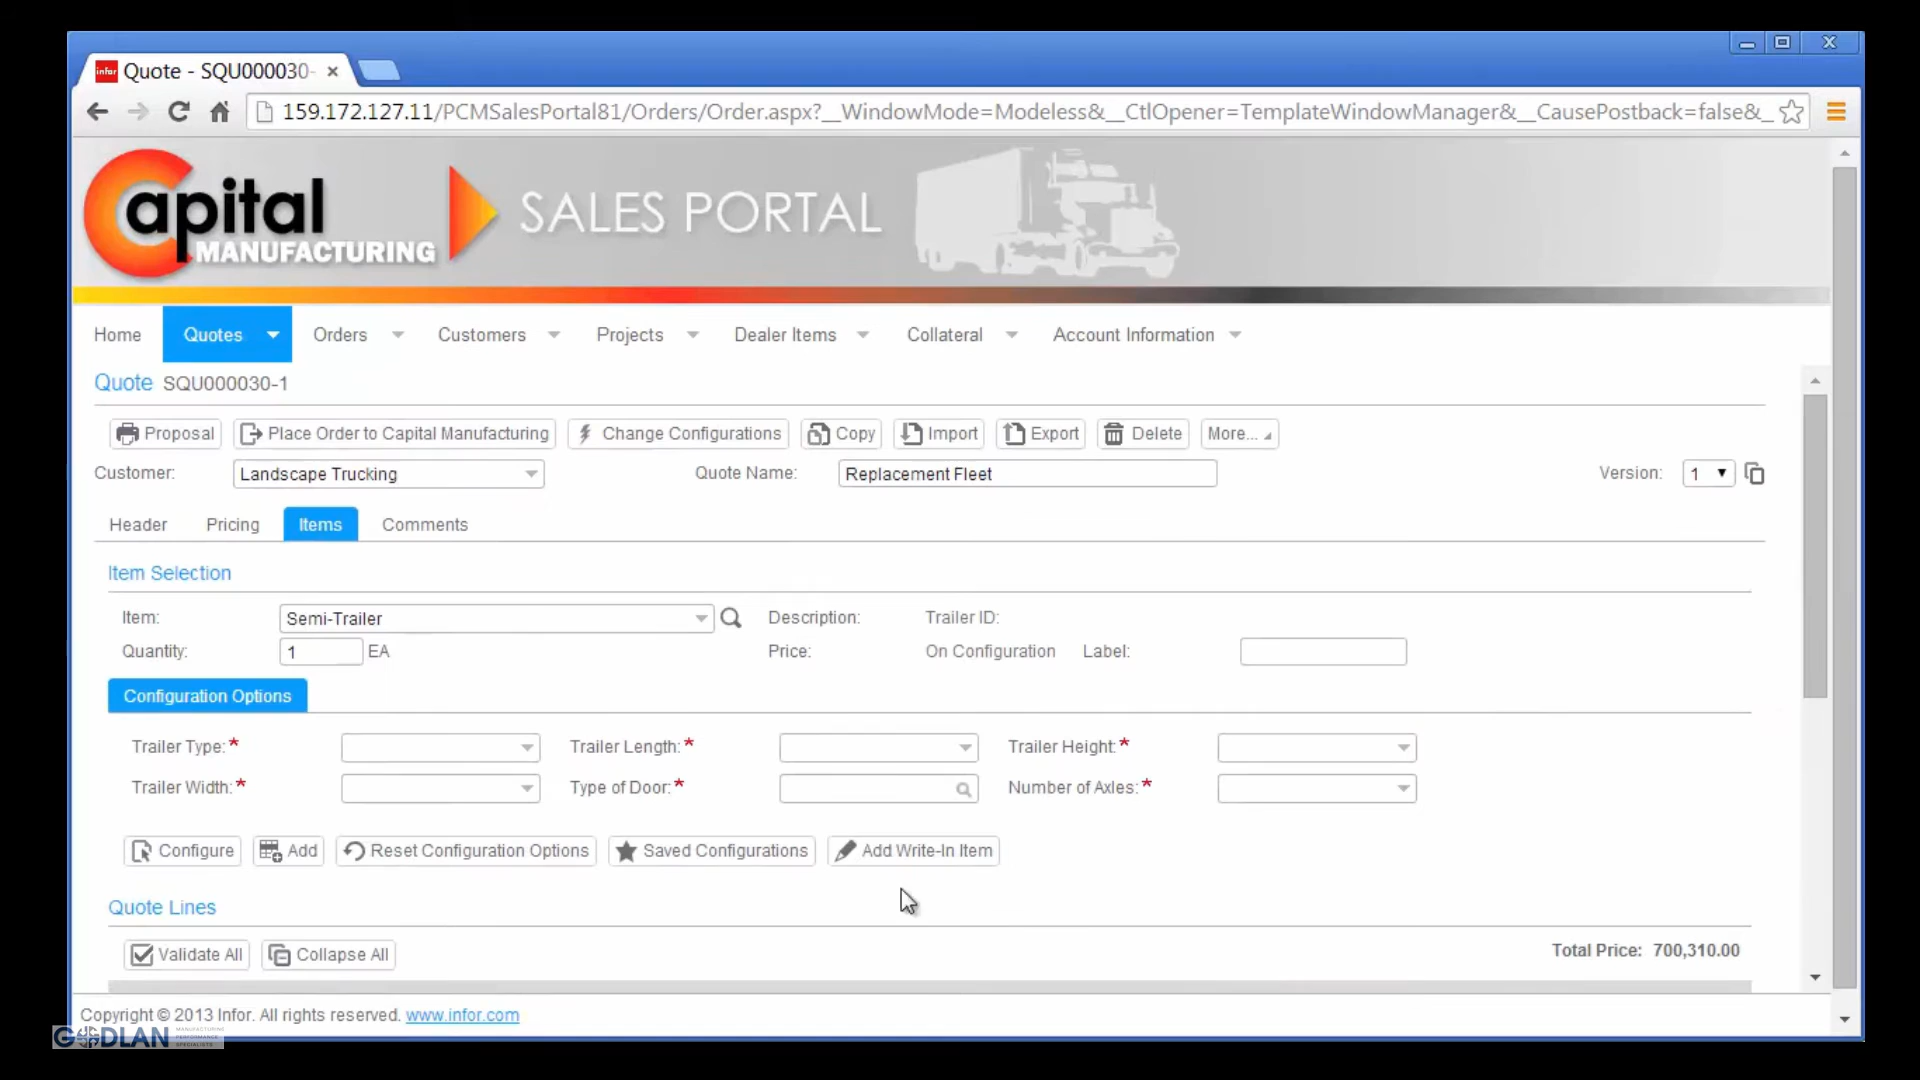 infor Quote - SQU000030-
159.172.127.11/PCMSalesPortal81/Orders/Order.aspx?__WindowMode=Modeless&__CtlOpener=TemplateWindowManager&__CausePostback=false&_
Capital
MANUFACTURING
SALES PORTAL
Home Quotes Orders Customers Projects Dealer Items Collateral Account Information
Quote SQU000030-1
Proposal Place Order to Capital Manufacturing Change Configurations Copy Import Export Delete More...
Customer: Landscape Trucking Quote Name: Replacement Fleet Version: 1
Header Pricing Items Comments
Item Selection
Item: Semi-Trailer Description: Trailer ID:
Quantity: 1 EA Price: On Configuration Label:
Configuration Options
Trailer Type:* Trailer Length:* Trailer Height:*
Trailer Width:* Type of Door:* Number of Axles:*
Configure Add Reset Configuration Options Saved Configurations Add Write-In Item
Quote Lines
Validate All Collapse All Total Price: 700,310.00
Copyright © 2013 Infor. All rights reserved. www.infor.com
GODLAN MANUFACTURING
PERFORMANCE
SPECIALISTS